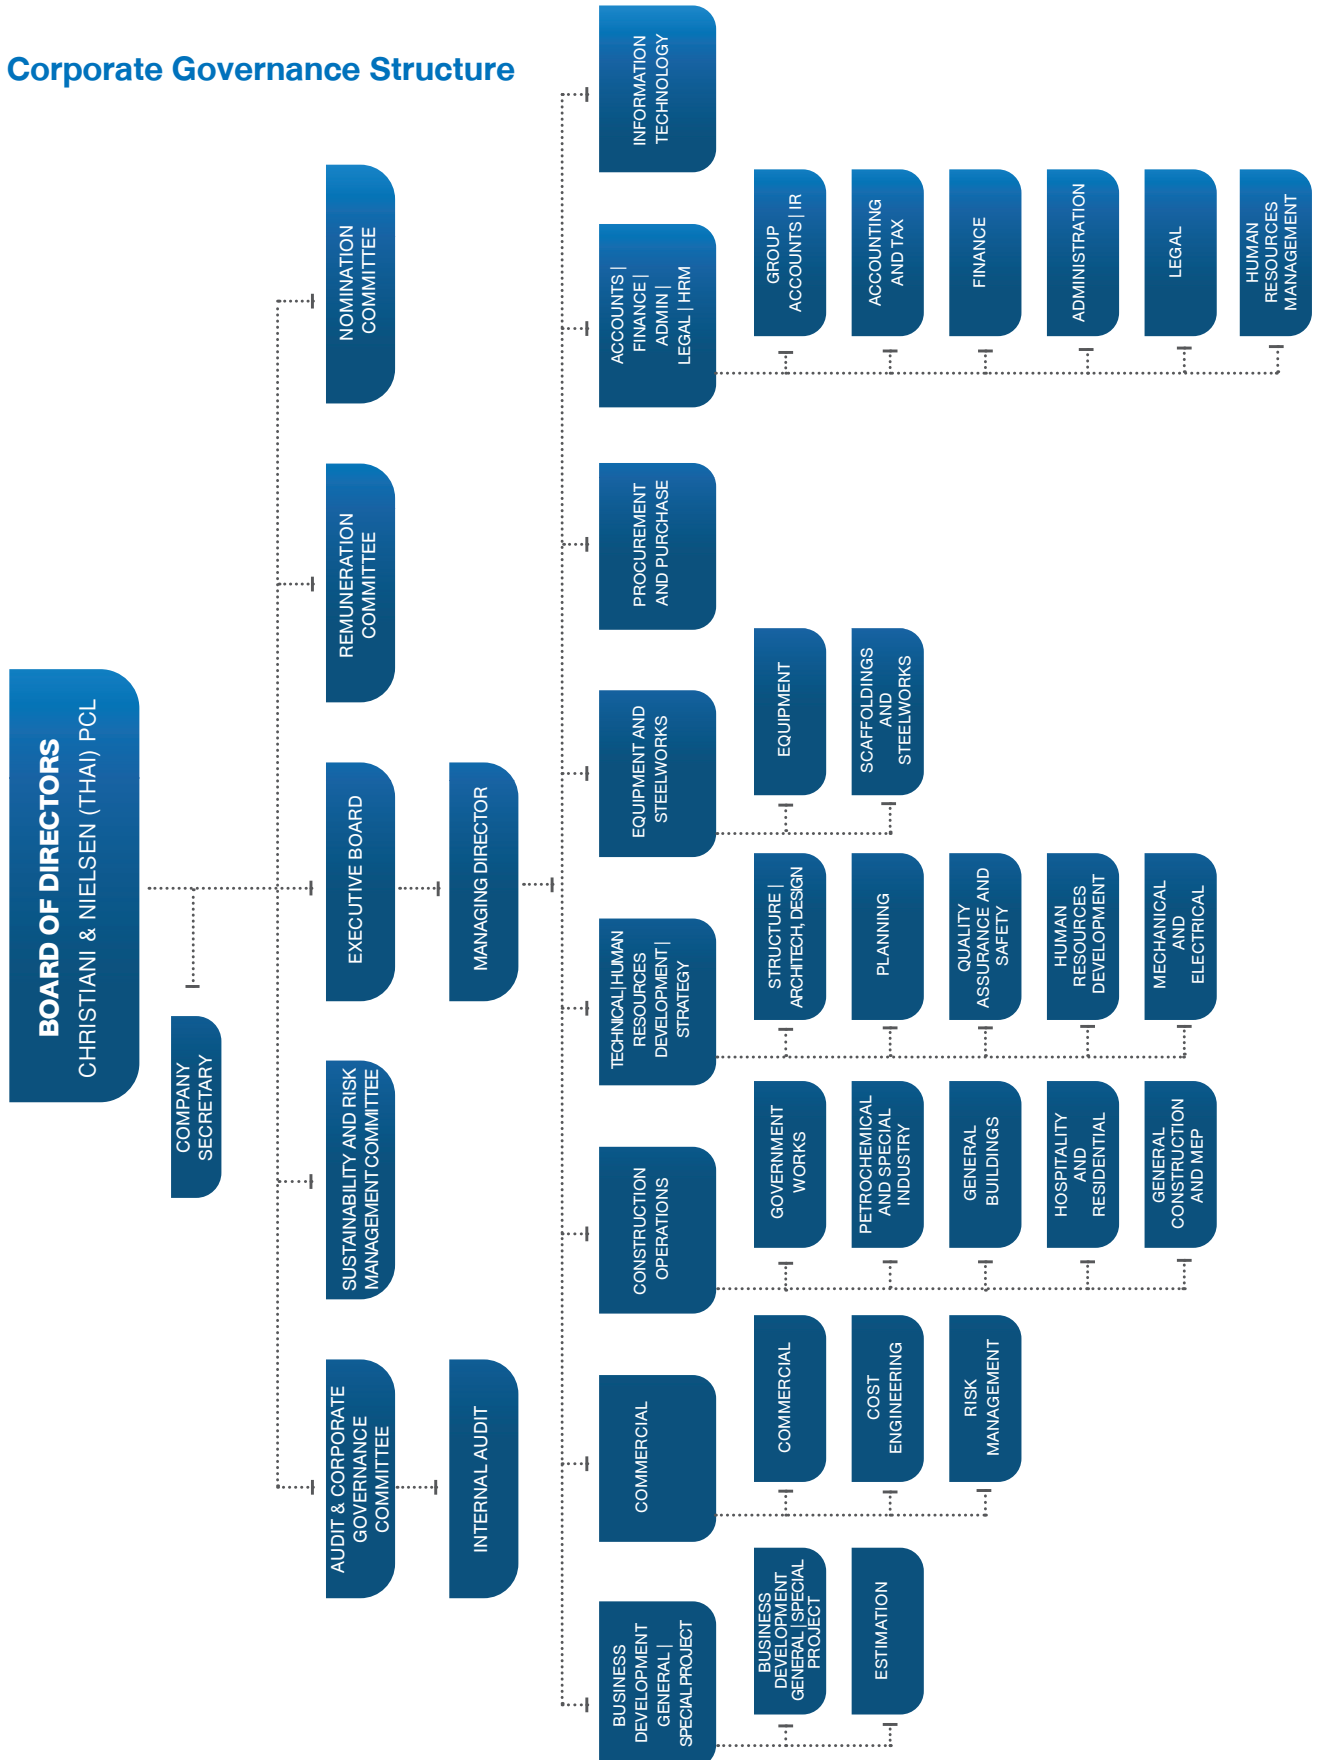 Corporate Governance Structure
BOARD OF DIRECTORS
CHRISTIANI & NIELSEN (THAI) PCL
COMPANY
SECRETARY
AUDIT & CORPORATE
GOVERNANCE
COMMITTEE
SUSTAINABILITY AND RISK
MANAGEMENT COMMITTEE
EXECUTIVE BOARD
REMUNERATION
COMMITTEE
NOMINATION
COMMITTEE
INTERNAL AUDIT
MANAGING DIRECTOR
BUSINESS
DEVELOPMENT
GENERAL |
SPECIAL PROJECT
COMMERCIAL
CONSTRUCTION
OPERATIONS
TECHNICAL | HUMAN
RESOURCES
DEVELOPMENT |
STRATEGY
EQUIPMENT AND
STEELWORKS
PROCUREMENT
AND PURCHASE
ACCOUNTS |
FINANCE |
ADMIN |
LEGAL | HRM
INFORMATION
TECHNOLOGY
BUSINESS
DEVELOPMENT
GENERAL | SPECIAL
PROJECT
ESTIMATION
COMMERCIAL
COST
ENGINEERING
RISK
MANAGEMENT
GOVERNMENT
WORKS
PETROCHEMICAL
AND SPECIAL
INDUSTRY
GENERAL
BUILDINGS
HOSPITALITY
AND
RESIDENTIAL
GENERAL
CONSTRUCTION
AND MEP
STRUCTURE |
ARCHITECH, DESIGN
PLANNING
QUALITY
ASSURANCE AND
SAFETY
HUMAN
RESOURCES
DEVELOPMENT
MECHANICAL
AND
ELECTRICAL
EQUIPMENT
SCAFFOLDINGS
AND
STEELWORKS
GROUP
ACCOUNTS | IR
ACCOUNTING
AND TAX
FINANCE
ADMINISTRATION
LEGAL
HUMAN
RESOURCES
MANAGEMENT